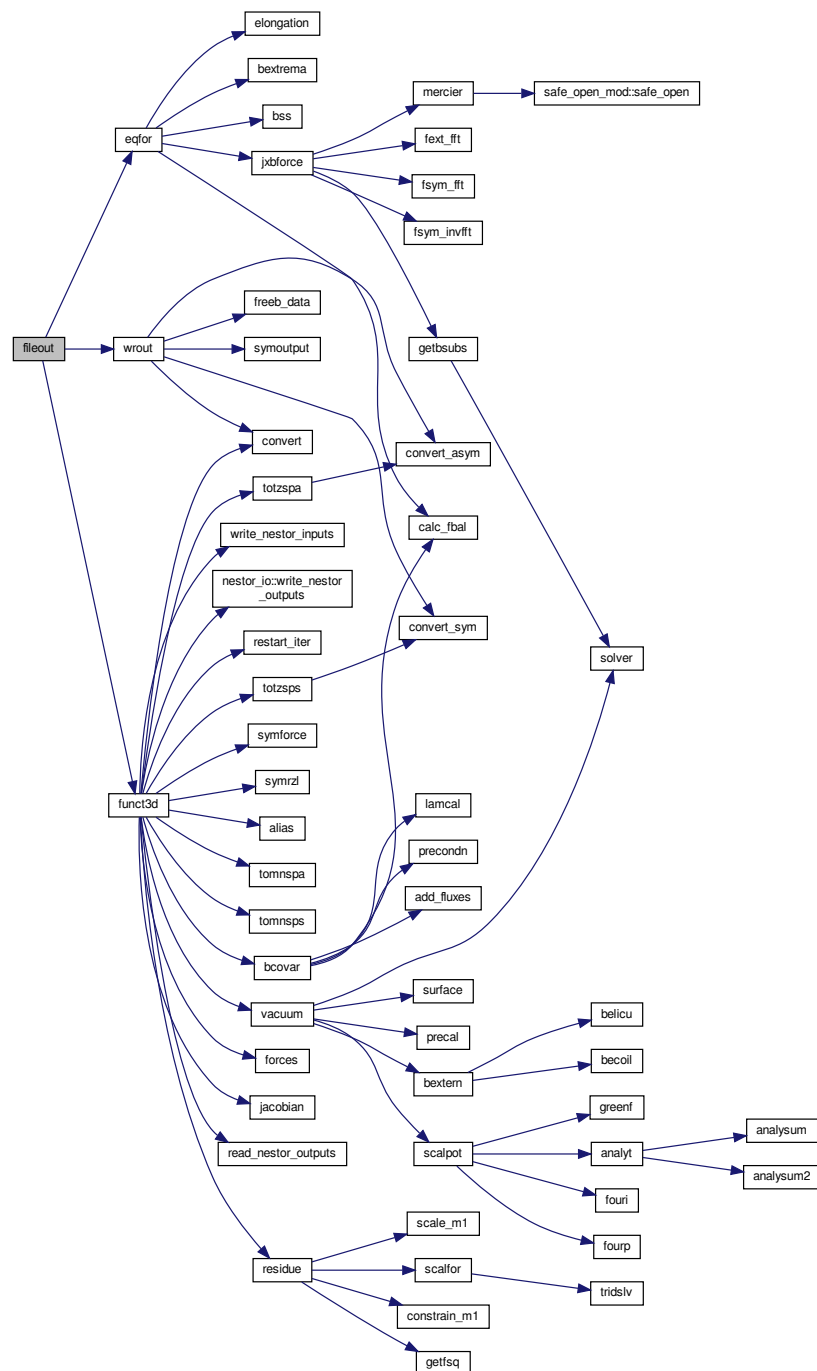 elongation
bextrema
mercier
safe_open_mod::safe_open
bss
eqfor
fext_fft
jxbforce
fsym_fft
fsym_invfft
freeb_data
fileout
wrout
symoutput
getbsubs
convert
convert_asym
totzspa
calc_fbal
write_nestor_inputs
nestor_io::write_nestor
_outputs
convert_sym
restart_iter
solver
totzsps
symforce
symrzl
funct3d
lamcal
alias
precondn
tomnspa
add_fluxes
tomnsps
bcovar
surface
vacuum
belicu
precal
forces
becoil
bextern
jacobian
greenf
analysum
read_nestor_outputs
scalpot
analyt
analysum2
fouri
scale_m1
fourp
residue
scalfor
tridslv
constrain_m1
getfsq